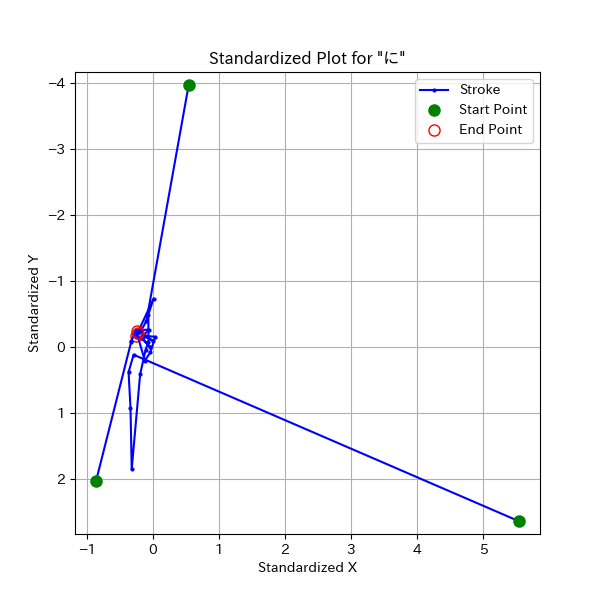 Standardized Plot for "に"
Stroke
Start Point
End Point
−4
−3
−2
−1
0
1
2
Standardized Y
−1 0 1 2 3 4 5
Standardized X